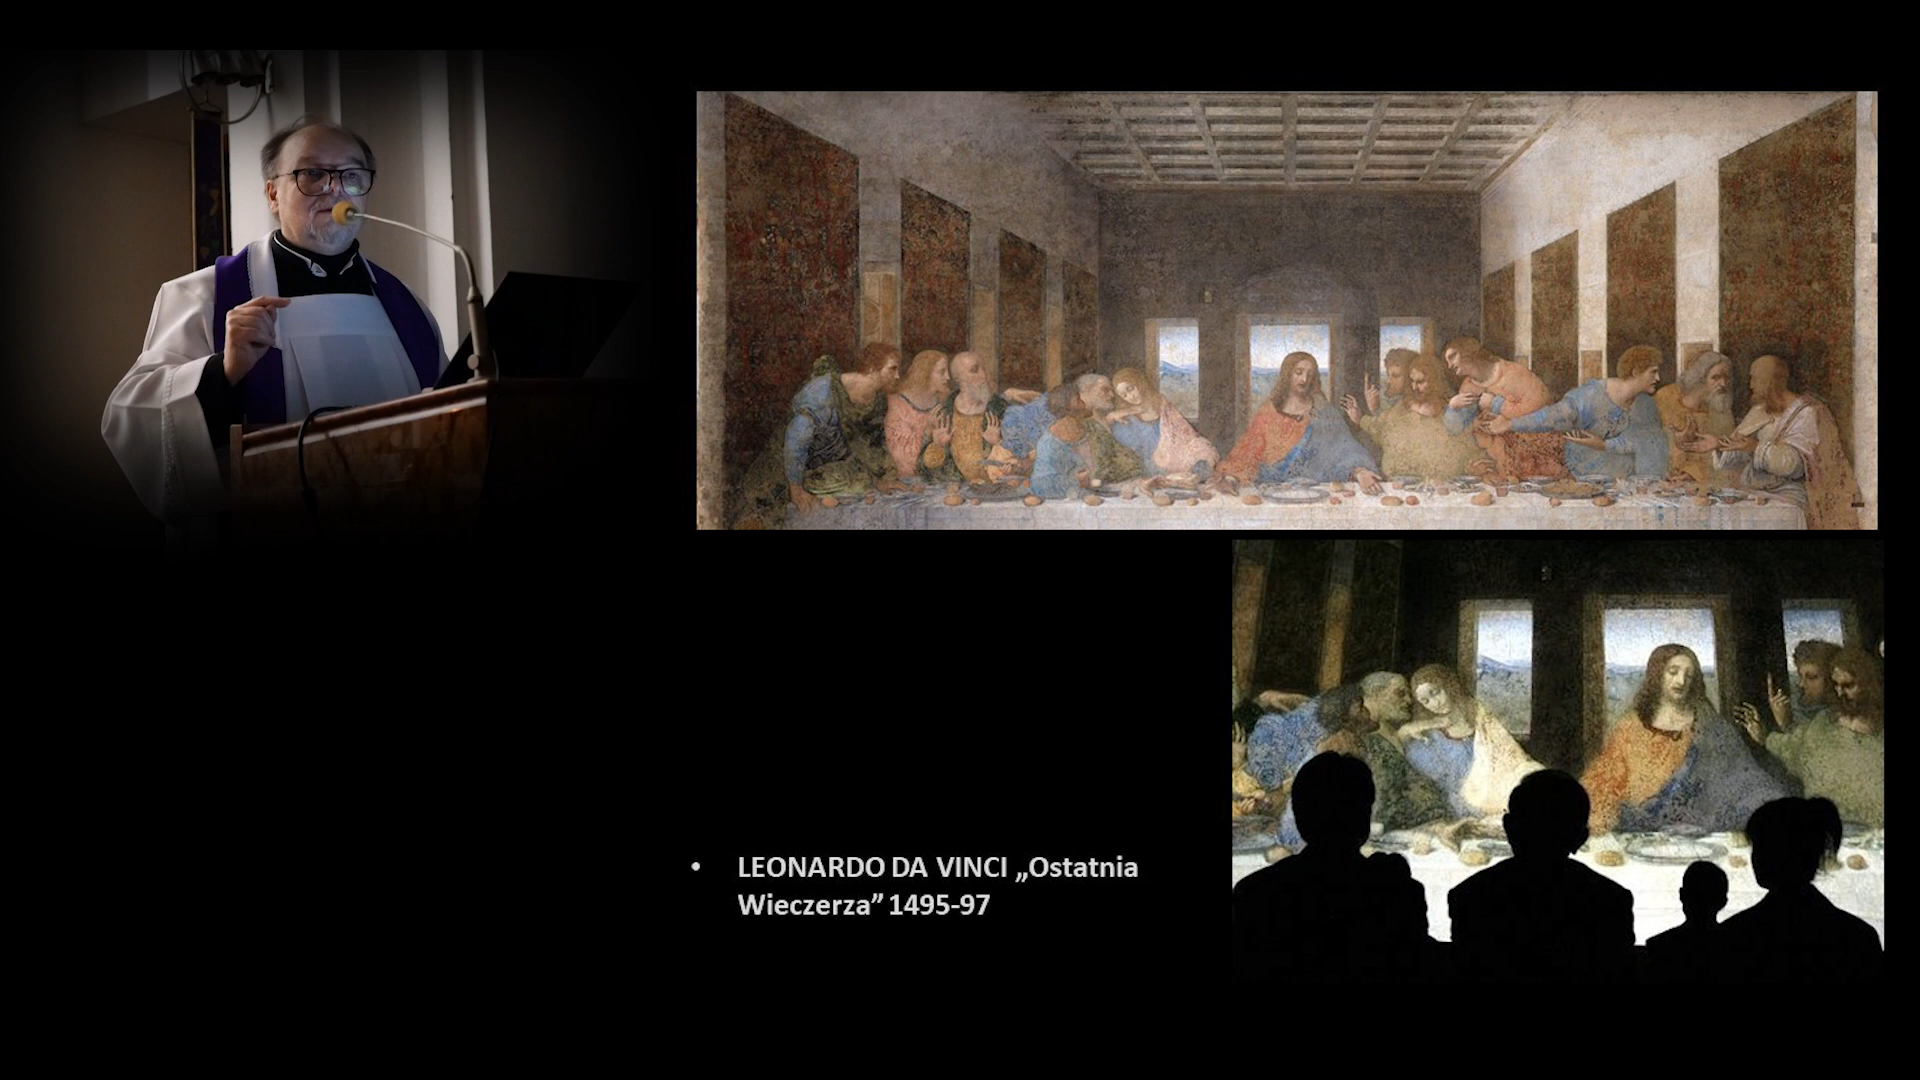 • LEONARDO DA VINCI „Ostatnia
Wieczerza” 1495-97